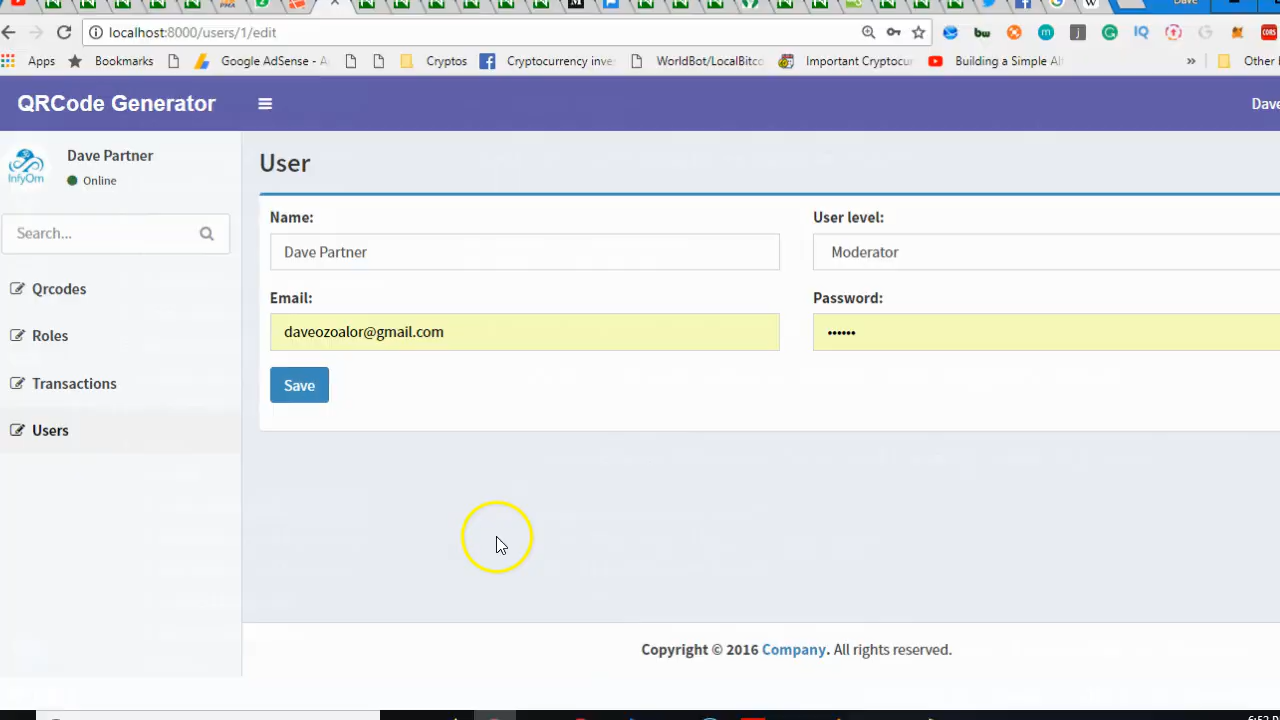 Dave
localhost:8000/users/1/edit
Apps
Bookmarks
Google AdSense - A
Cryptos
Cryptocurrency inve
WorldBot/LocalBitco
Important Cryptocur
Building a Simple Al
»
Other
QRCode Generator
Dave
InfyOm
Dave Partner
Online
Search...
Qrcodes
Roles
Transactions
Users
User
Name:
User level:
Dave Partner
Moderator
Email:
Password:
daveozoalor@gmail.com
••••••
Save
Copyright © 2016 Company. All rights reserved.